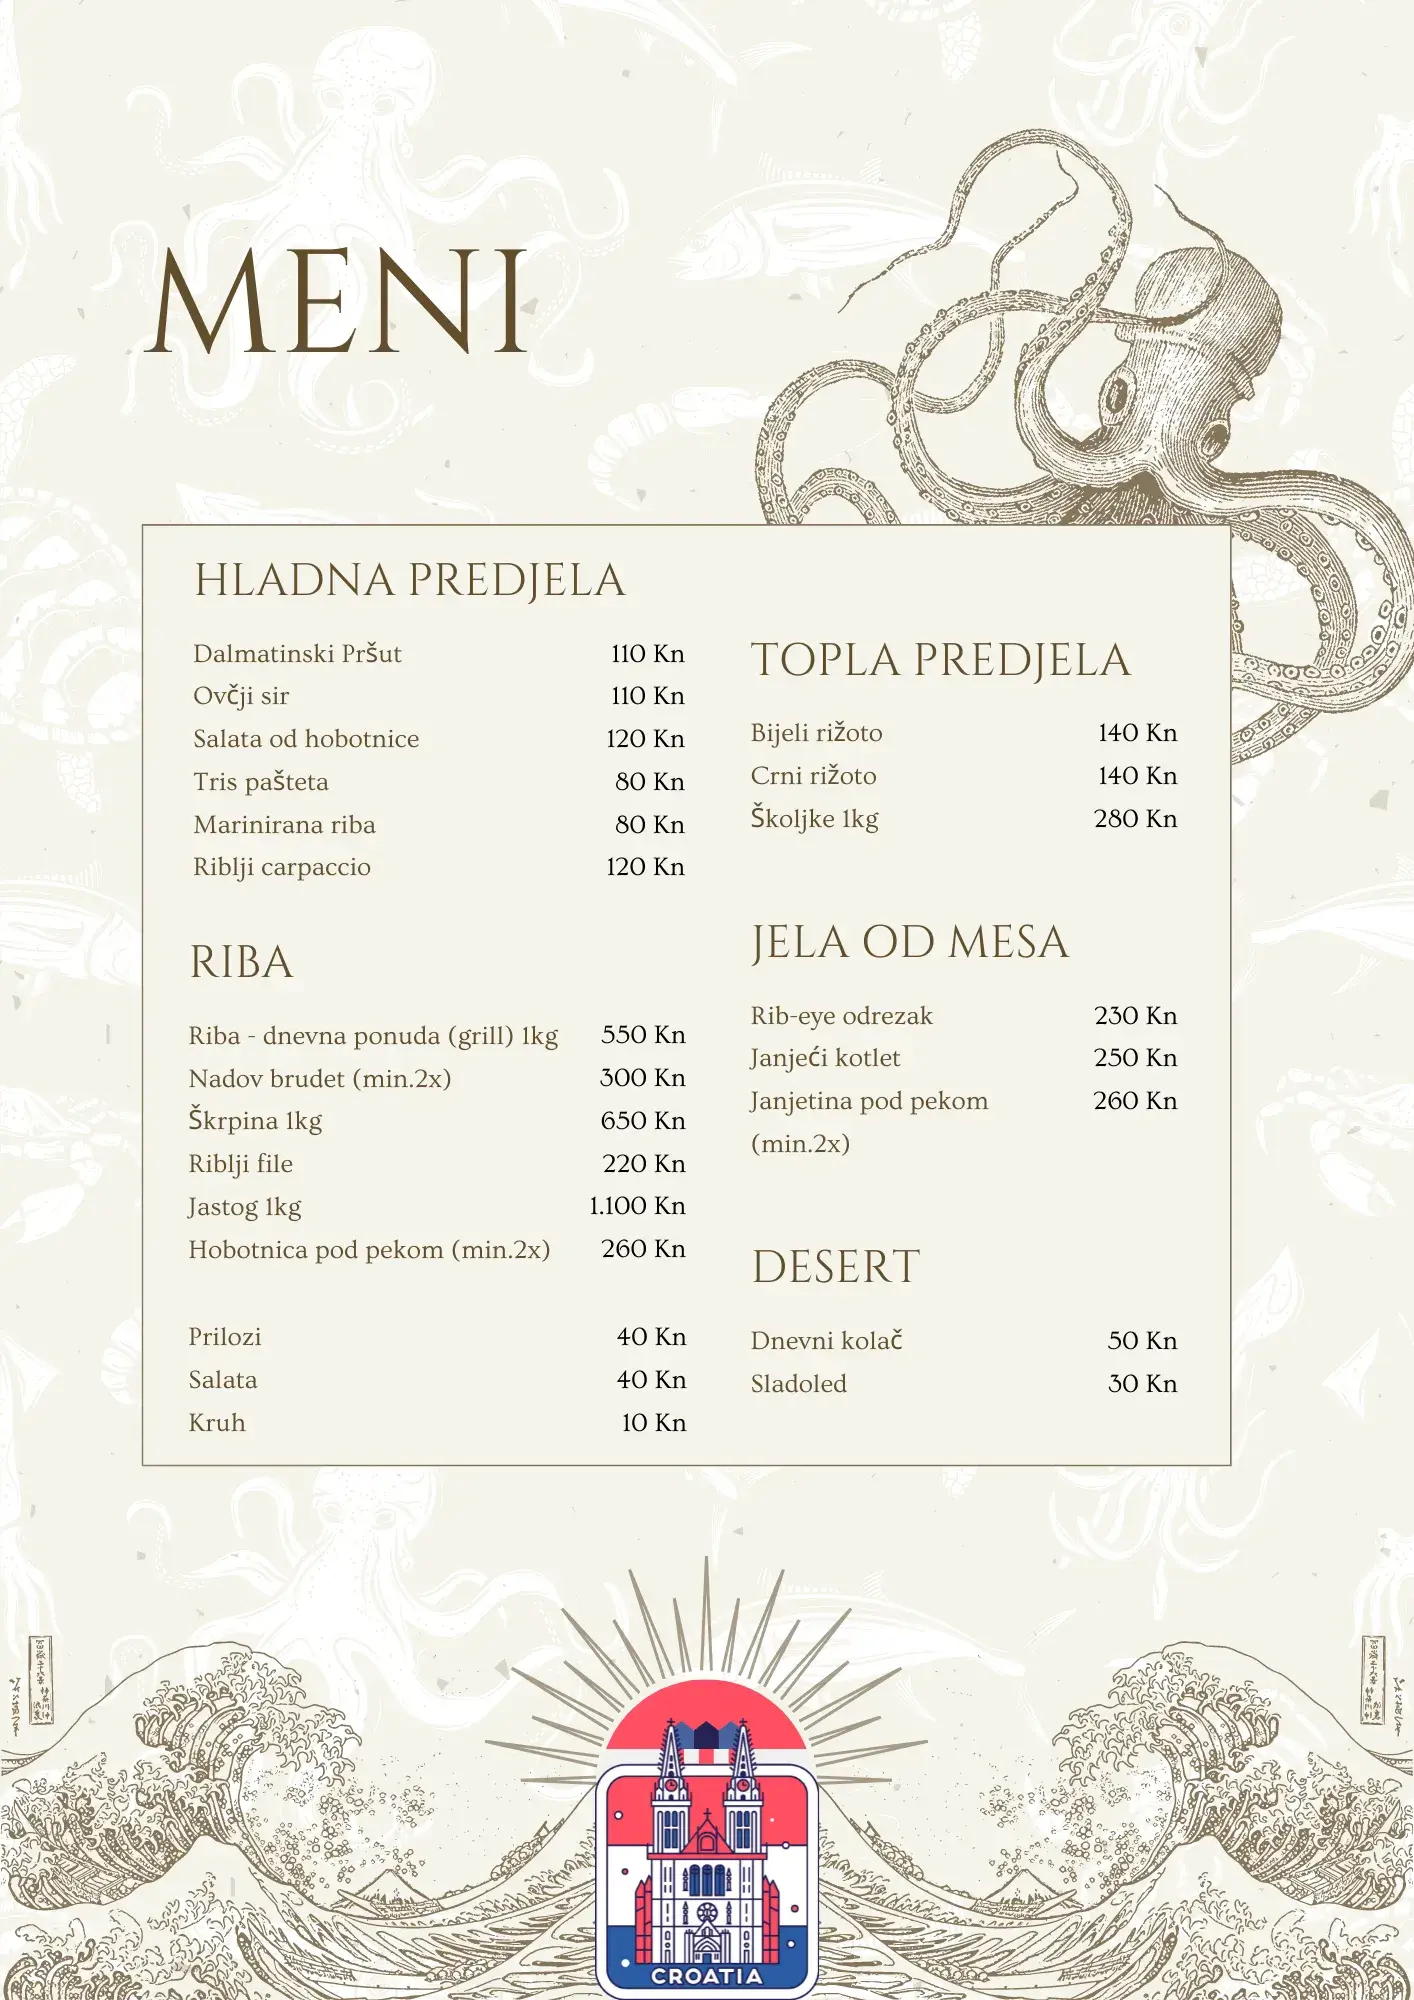 MENI
HLADNA PREDJELA
Dalmatinski Pršut 110 Kn
Ovčji sir 110 Kn
Salata od hobotnice 120 Kn
Tris pašteta 80 Kn
Marinirana riba 80 Kn
Riblji carpaccio 120 Kn
RIBA
Riba - dnevna ponuda (grill) 1kg 550 Kn
Nadov brudet (min.2x) 300 Kn
Škrpina 1kg 650 Kn
Riblji file 220 Kn
Jastog 1kg 1.100 Kn
Hobotnica pod pekom (min.2x) 260 Kn
Prilozi 40 Kn
Salata 40 Kn
Kruh 10 Kn
TOPLA PREDJELA
Bijeli rižoto 140 Kn
Crni rižoto 140 Kn
Školjke 1kg 280 Kn
JELA OD MESA
Rib-eye odrezak 230 Kn
Janjeći kotlet 250 Kn
Janjetina pod pekom 260 Kn
(min.2x)
DESERT
Dnevni kolač 50 Kn
Sladoled 30 Kn
CROATIA